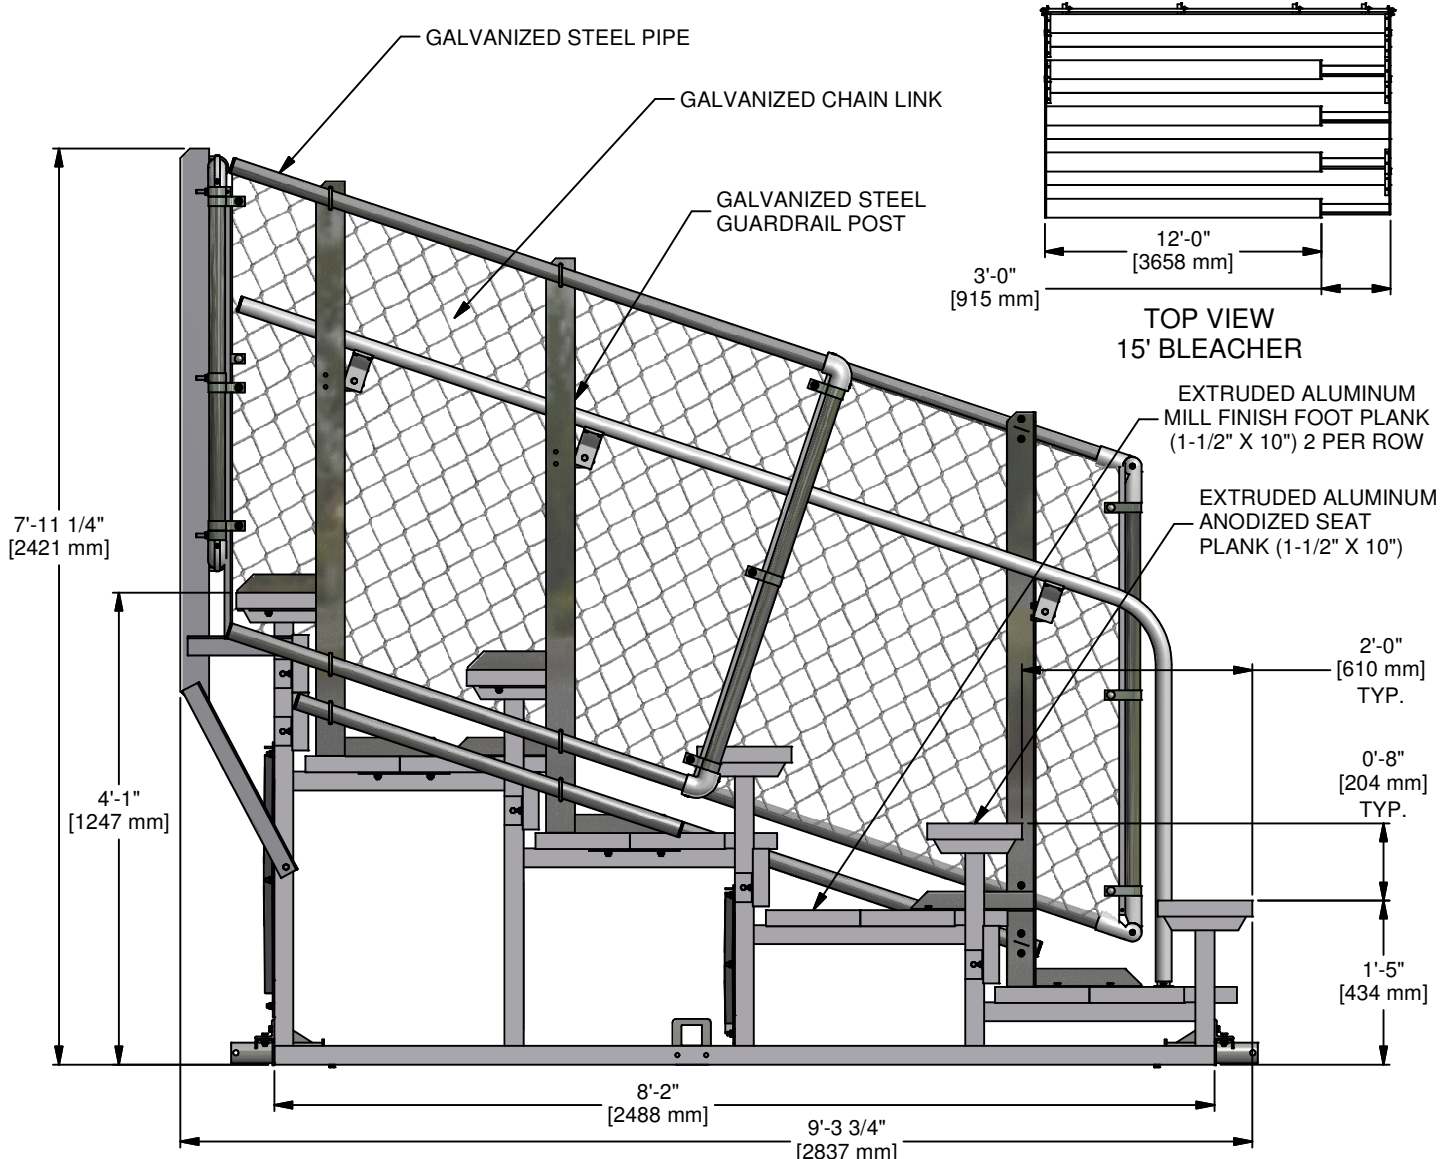 GALVANIZED STEEL PIPE
GALVANIZED CHAIN LINK
GALVANIZED STEEL
GUARDRAIL POST
12'-0"
[3658 mm]
3'-0"
[915 mm]
TOP VIEW
15' BLEACHER
EXTRUDED ALUMINUM
MILL FINISH FOOT PLANK
(1-1/2" X 10") 2 PER ROW
EXTRUDED ALUMINUM
ANODIZED SEAT
PLANK (1-1/2" X 10")
7'-11 1/4"
[2421 mm]
2'-0"
[610 mm]
TYP.
0'-8"
[204 mm]
TYP.
4'-1"
[1247 mm]
1'-5"
[434 mm]
8'-2"
[2488 mm]
9'-3 3/4"
[2837 mm]